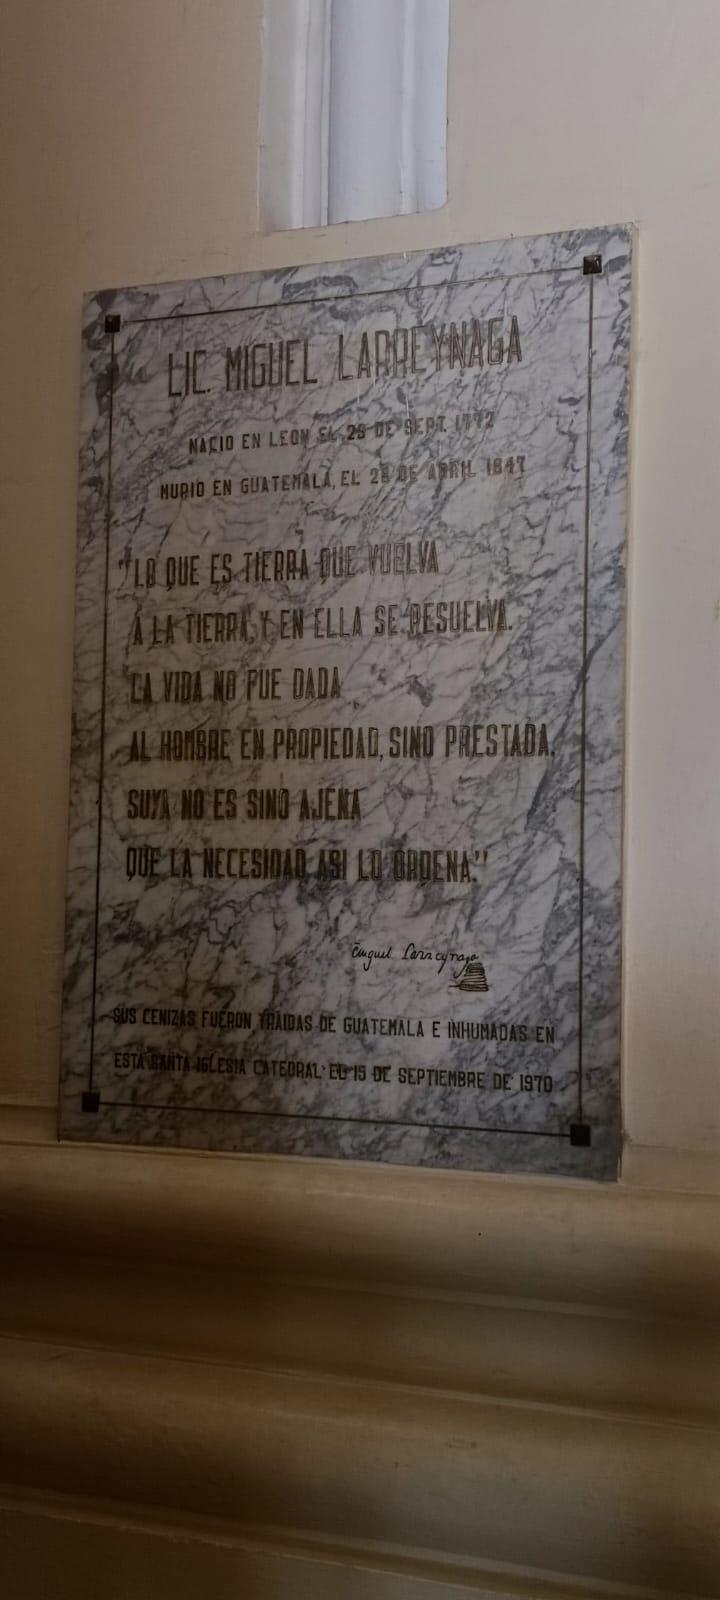 LIC. MIGUEL LARREYNAGA
NACIO EN LEON EL 29 DE SEPT. 1772
MURIO EN GUATEMALA, EL 28 DE ABRIL 1847
"LO QUE ES TIERRA QUE VUELVA
A LA TIERRA, Y EN ELLA SE RESUELVA.
LA VIDA NO FUE DADA
AL HOMBRE EN PROPIEDAD, SINO PRESTADA,
SUYA NO ES SINO AJENA
QUE LA NECESIDAD ASI LO ORDENA."
Miguel Larreynaga
SUS CENIZAS FUERON TRAIDAS DE GUATEMALA E INHUMADAS EN
ESTA SANTA IGLESIA CATEDRAL EL 15 DE SEPTIEMBRE DE 1970